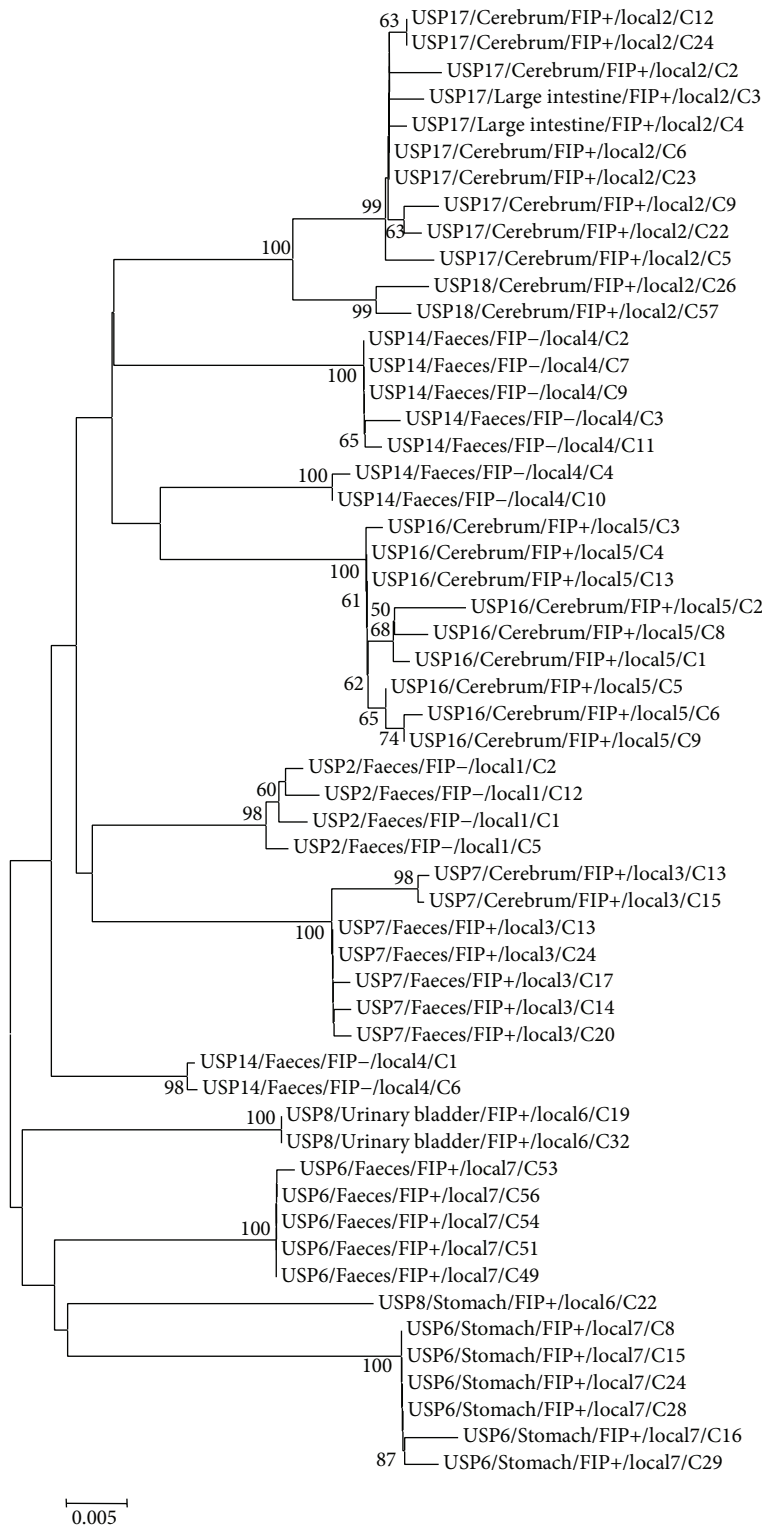 63
USP17/Cerebrum/FIP+/local2/C12
USP17/Cerebrum/FIP+/local2/C24
USP17/Cerebrum/FIP+/local2/C2
USP17/Large intestine/FIP+/local2/C3
USP17/Large intestine/FIP+/local2/C4
USP17/Cerebrum/FIP+/local2/C6
USP17/Cerebrum/FIP+/local2/C23
99
USP17/Cerebrum/FIP+/local2/C9
63
USP17/Cerebrum/FIP+/local2/C22
100
USP17/Cerebrum/FIP+/local2/C5
USP18/Cerebrum/FIP+/local2/C26
99
USP18/Cerebrum/FIP+/local2/C57
USP14/Faeces/FIP−/local4/C2
USP14/Faeces/FIP−/local4/C7
100
USP14/Faeces/FIP−/local4/C9
USP14/Faeces/FIP−/local4/C3
65
USP14/Faeces/FIP−/local4/C11
100
USP14/Faeces/FIP−/local4/C4
USP14/Faeces/FIP−/local4/C10
USP16/Cerebrum/FIP+/local5/C3
USP16/Cerebrum/FIP+/local5/C4
100
USP16/Cerebrum/FIP+/local5/C13
61
50
USP16/Cerebrum/FIP+/local5/C2
68
USP16/Cerebrum/FIP+/local5/C8
USP16/Cerebrum/FIP+/local5/C1
62
USP16/Cerebrum/FIP+/local5/C5
65
USP16/Cerebrum/FIP+/local5/C6
74
USP16/Cerebrum/FIP+/local5/C9
USP2/Faeces/FIP−/local1/C2
60
USP2/Faeces/FIP−/local1/C12
98
USP2/Faeces/FIP−/local1/C1
USP2/Faeces/FIP−/local1/C5
98
USP7/Cerebrum/FIP+/local3/C13
USP7/Cerebrum/FIP+/local3/C15
100
USP7/Faeces/FIP+/local3/C13
USP7/Faeces/FIP+/local3/C24
USP7/Faeces/FIP+/local3/C17
USP7/Faeces/FIP+/local3/C14
USP7/Faeces/FIP+/local3/C20
USP14/Faeces/FIP−/local4/C1
98
USP14/Faeces/FIP−/local4/C6
100
USP8/Urinary bladder/FIP+/local6/C19
USP8/Urinary bladder/FIP+/local6/C32
USP6/Faeces/FIP+/local7/C53
USP6/Faeces/FIP+/local7/C56
100
USP6/Faeces/FIP+/local7/C54
USP6/Faeces/FIP+/local7/C51
USP6/Faeces/FIP+/local7/C49
USP8/Stomach/FIP+/local6/C22
USP6/Stomach/FIP+/local7/C8
100
USP6/Stomach/FIP+/local7/C15
USP6/Stomach/FIP+/local7/C24
USP6/Stomach/FIP+/local7/C28
USP6/Stomach/FIP+/local7/C16
87
USP6/Stomach/FIP+/local7/C29
0.005